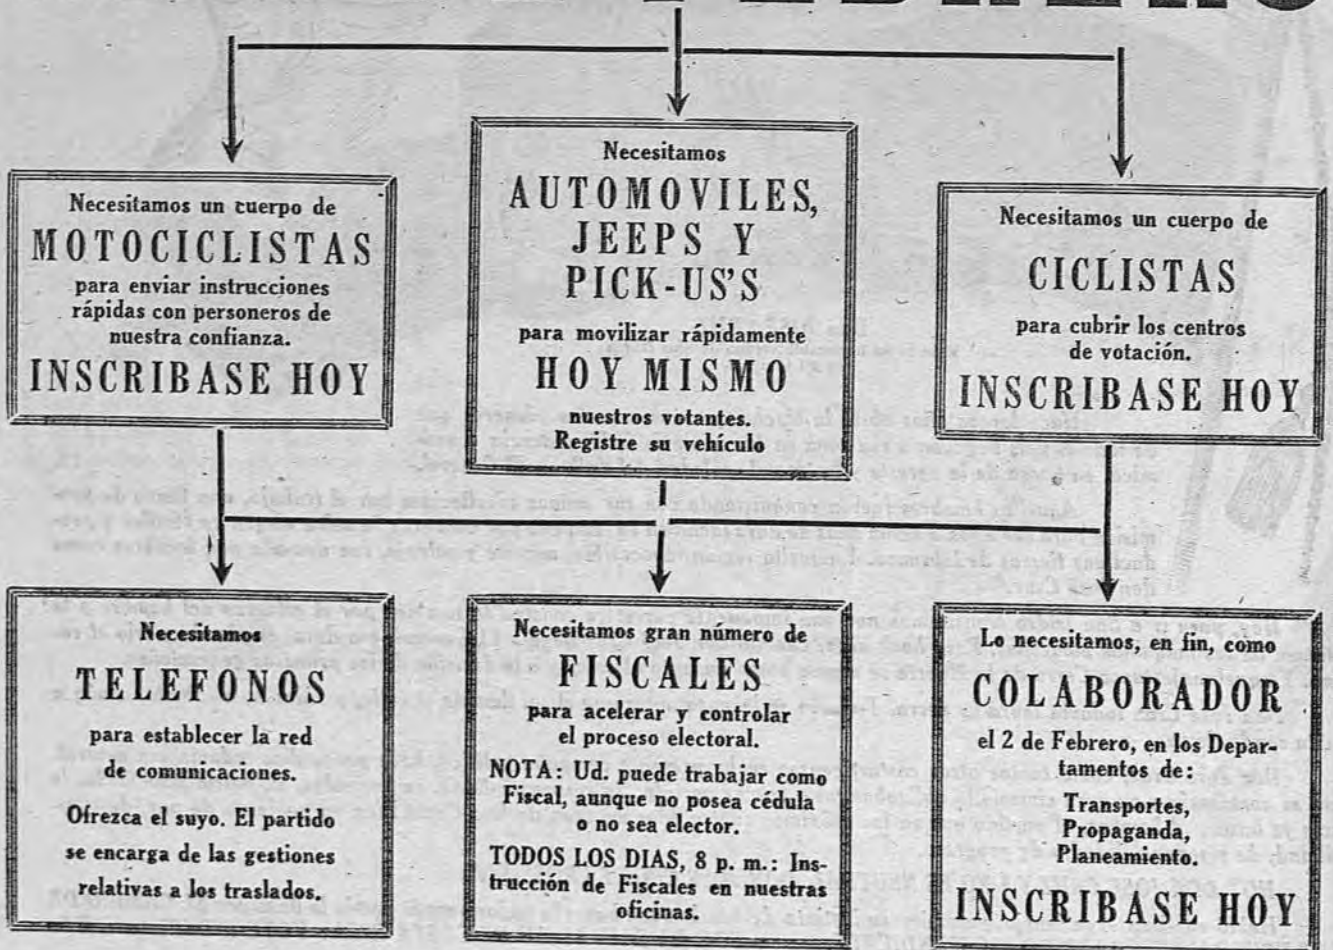 Necesitamos un cuerpo de
MOTOCICLISTAS
para enviar instrucciones
rápidas con personeros de
nuestra confianza.
INSCRIBASE HOY
Necesitamos
AUTOMOVILES,
JEEPS Y
PICK-US'S
para movilizar rápidamente
HOY MISMO
nuestros votantes.
Registre su vehículo
Necesitamos un cuerpo de
CICLISTAS
para cubrir los centros
de votación.
INSCRIBASE HOY
Necesitamos
TELEFONOS
para establecer la red
de comunicaciones.
Ofrezca el suyo. El partido
se encarga de las gestiones
relativas a los traslados.
Necesitamos gran número de
FISCALES
para acelerar y controlar
el proceso electoral.
NOTA: Ud. puede trabajar como
Fiscal, aunque no posea cédula
o no sea elector.
TODOS LOS DIAS, 8 p. m.: Ins-
trucción de Fiscales en nuestras
oficinas.
Lo necesitamos, en fin, como
COLABORADOR
el 2 de Febrero, en los Depar-
tamentos de:
Transportes,
Propaganda,
Planeamiento.
INSCRIBASE HOY